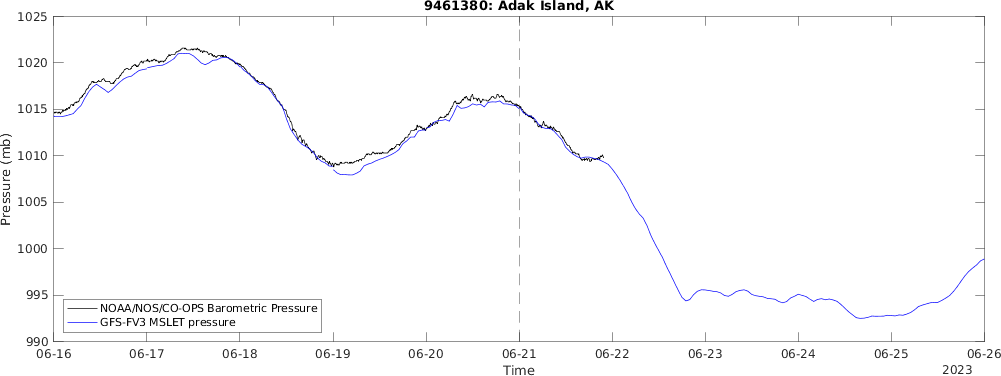 9461380: Adak Island, AK
1025
1020
1015
1010
1005
1000
995
990
Pressure (mb)
NOAA/NOS/CO-OPS Barometric Pressure
GFS-FV3 MSLET pressure
06-16 06-17 06-18 06-19 06-20 06-21 06-22 06-23 06-24 06-25 06-26
Time
2023